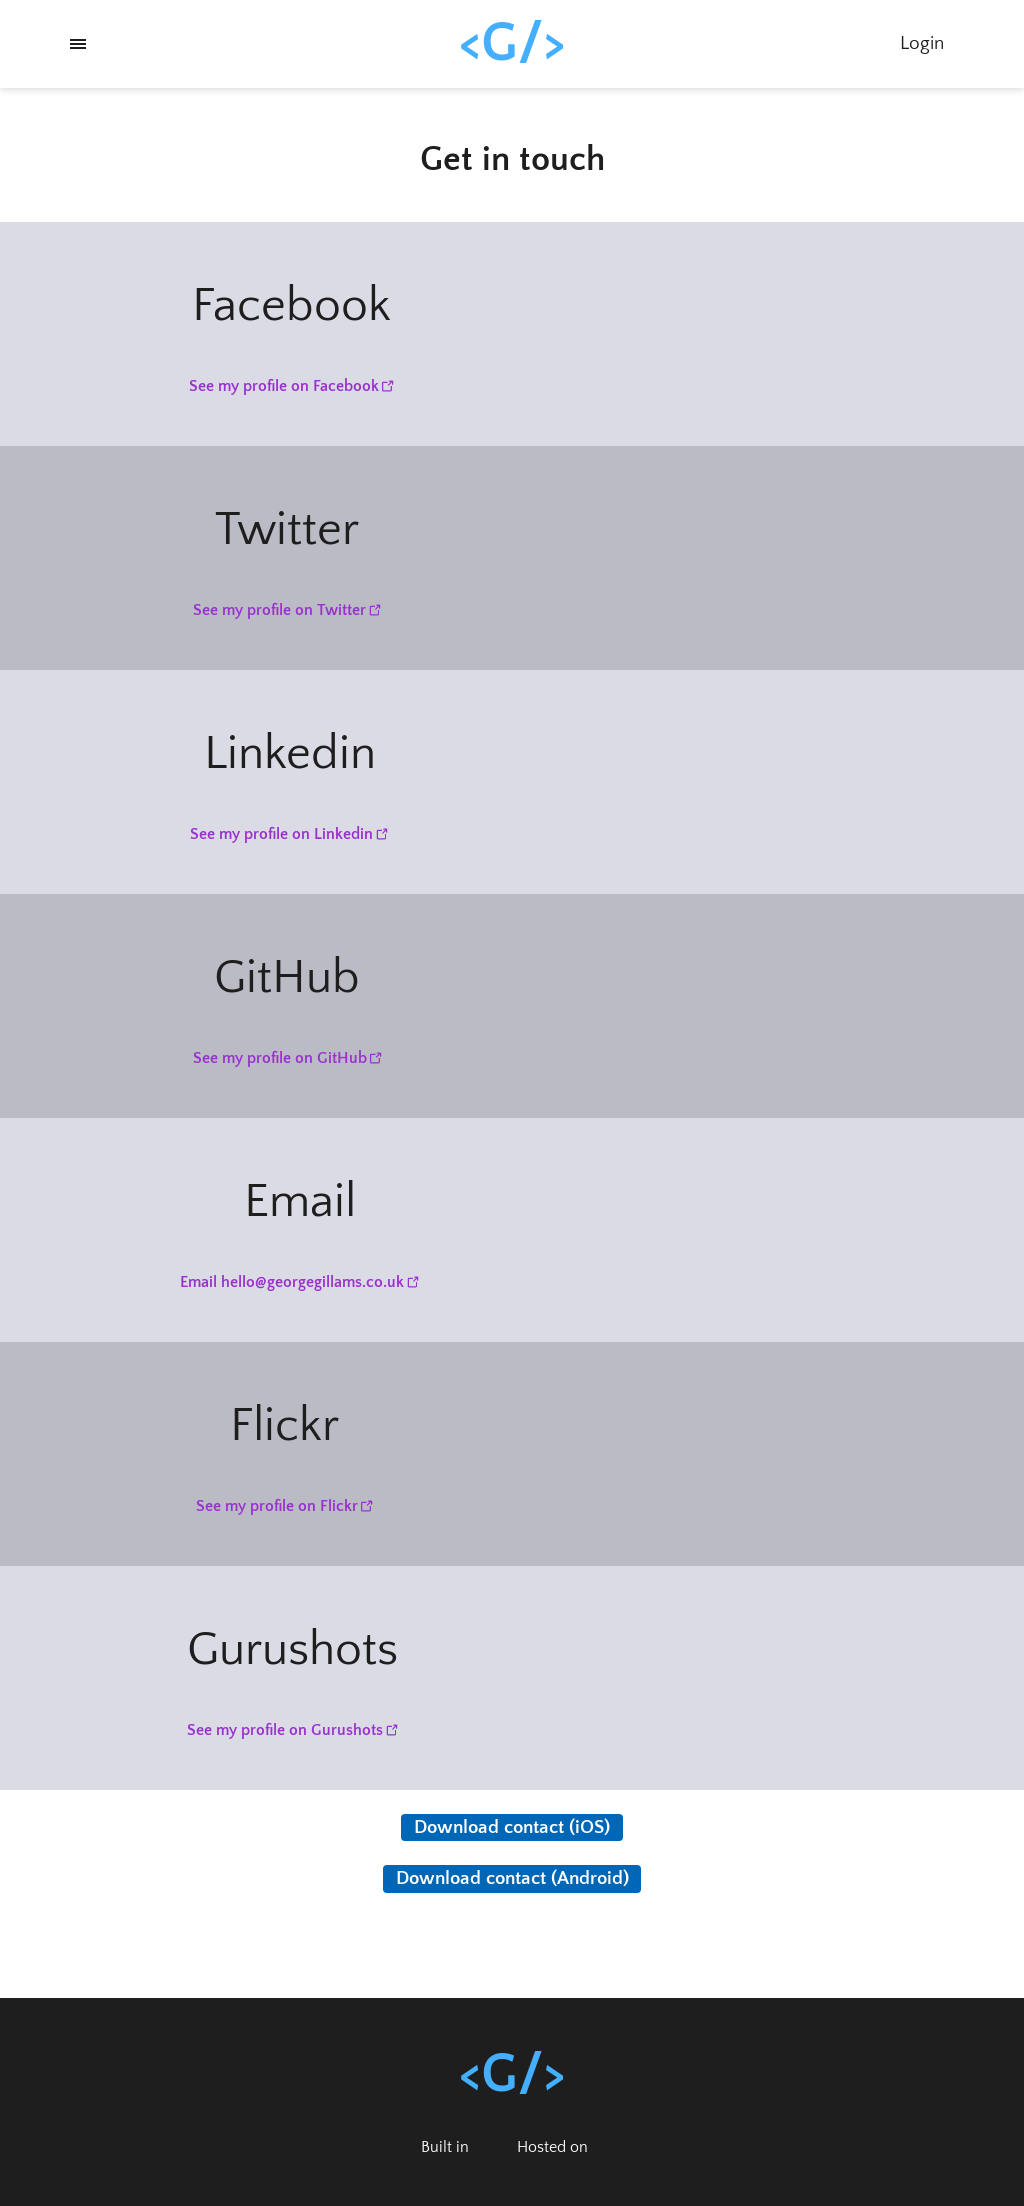 <G/>
Login
Get in touch
Facebook
See my profile on Facebook
Twitter
See my profile on Twitter
Linkedin
See my profile on Linkedin
GitHub
See my profile on GitHub
Email
Email hello@georgegillams.co.uk
Flickr
See my profile on Flickr
Gurushots
See my profile on Gurushots
Download contact (iOS)
Download contact (Android)
<G/>
Built in
Hosted on